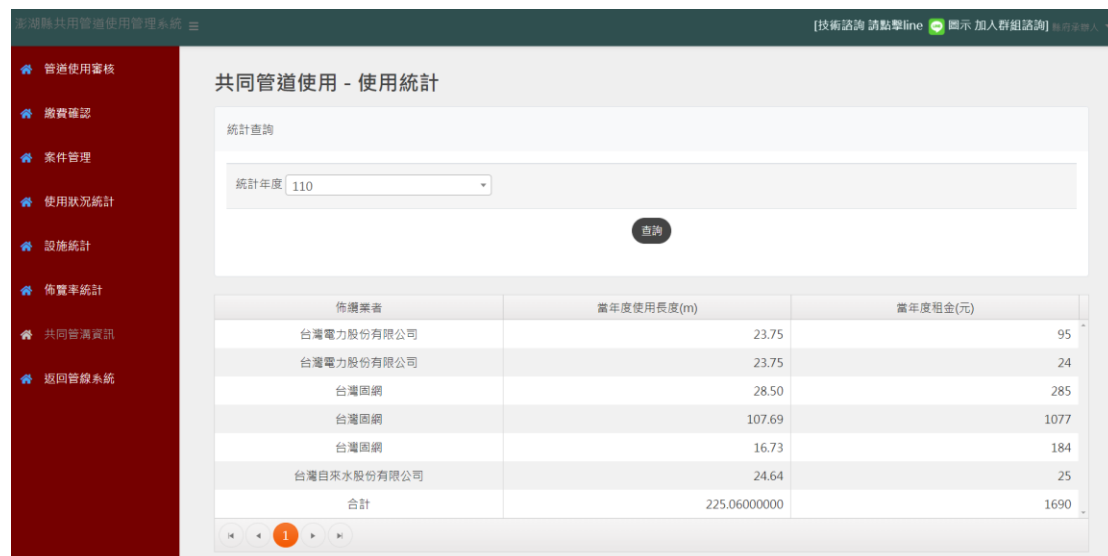 澎湖縣共用管道使用管理系統
[技術諮詢 請點擊line 圖示 加入群組諮詢] 縣府承辦人
管道使用審核
繳費確認
案件管理
使用狀況統計
設施統計
佈覽率統計
共同管溝資訊
返回管線系統
共同管道使用 - 使用統計
統計查詢
統計年度 110
查詢
佈纜業者 當年度使用長度(m) 當年度租金(元)
台灣電力股份有限公司 23.75 95
台灣電力股份有限公司 23.75 24
台灣固網 28.50 285
台灣固網 107.69 1077
台灣固網 16.73 184
台灣自來水股份有限公司 24.64 25
合計 225.06000000 1690
1